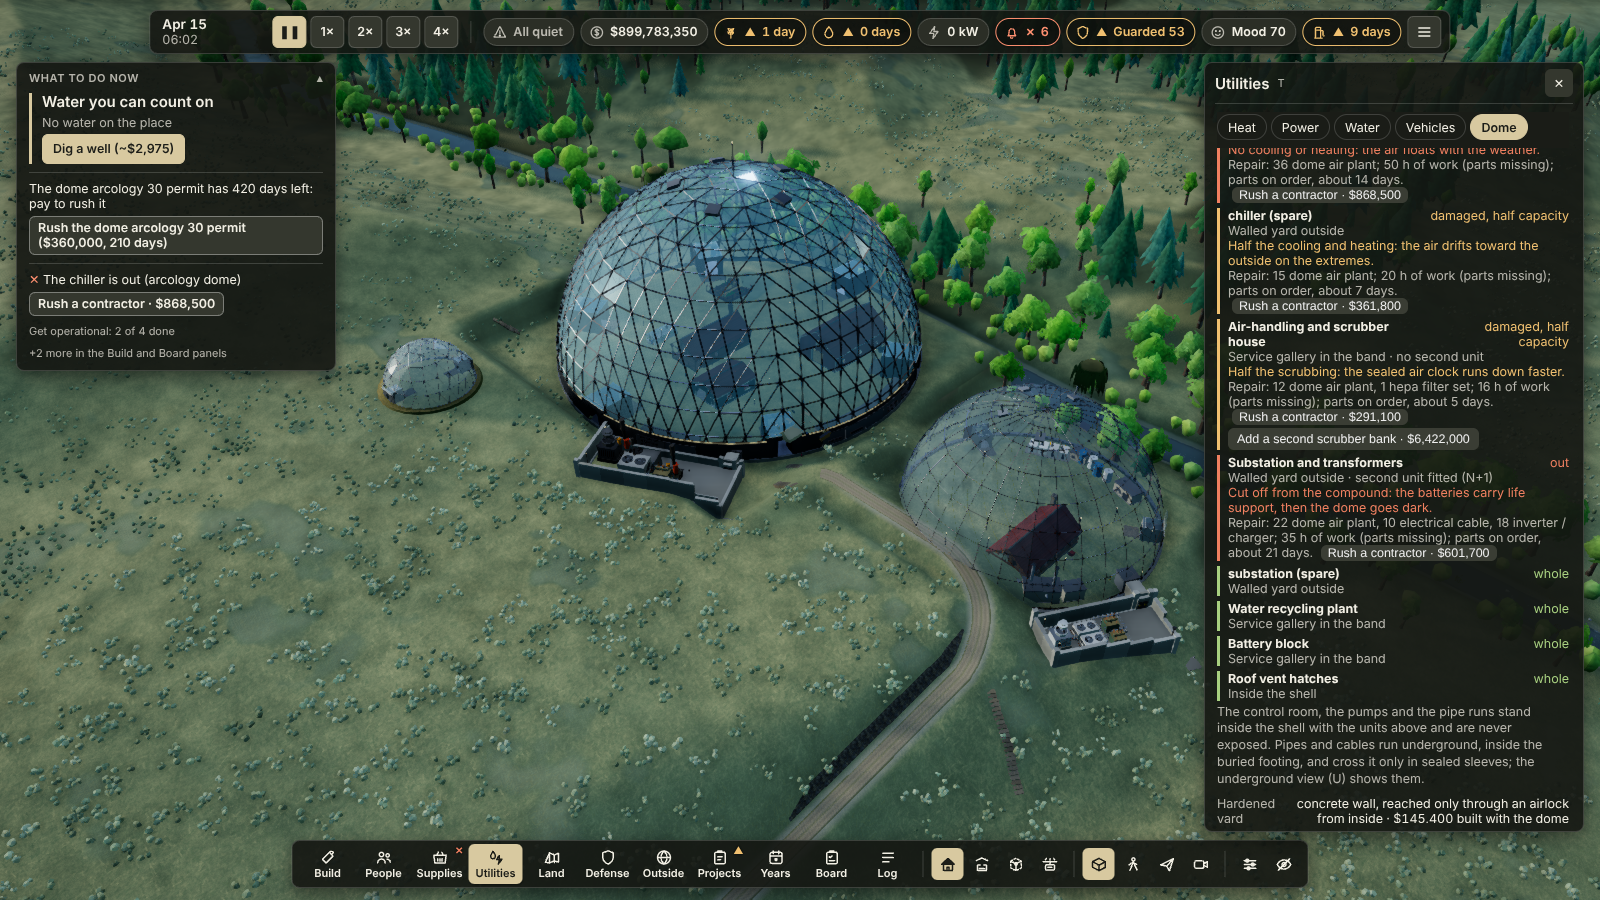 Apr 15
06:02
1×
2×
3×
4×
All quiet
$899,783,350
1 day
0 days
0 kW
× 6
Guarded 53
Mood 70
9 days
WHAT TO DO NOW
Water you can count on
No water on the place
Dig a well (~$2,975)
The dome arcology 30 permit has 420 days left:
pay to rush it
Rush the dome arcology 30 permit
($360,000, 210 days)
× The chiller is out (arcology dome)
Rush a contractor · $868,500
Get operational: 2 of 4 done
+2 more in the Build and Board panels
Utilities T
×
Heat
Power
Water
Vehicles
Dome
No cooling or heating: the air floats with the weather.
Repair: 36 dome air plant; 50 h of work (parts missing);
parts on order, about 14 days.
Rush a contractor · $868,500
chiller (spare) damaged, half capacity
Walled yard outside
Half the cooling and heating: the air drifts toward the
outside on the extremes.
Repair: 15 dome air plant; 20 h of work (parts missing);
parts on order, about 7 days.
Rush a contractor · $361,800
Air-handling and scrubber damaged, half
house capacity
Service gallery in the band · no second unit
Half the scrubbing: the sealed air clock runs down faster.
Repair: 12 dome air plant, 1 hepa filter set; 16 h of work
(parts missing); parts on order, about 5 days.
Rush a contractor · $291,100
Add a second scrubber bank · $6,422,000
Substation and transformers out
Walled yard outside · second unit fitted (N+1)
Cut off from the compound: the batteries carry life
support, then the dome goes dark.
Repair: 22 dome air plant, 10 electrical cable, 18 inverter /
charger; 35 h of work (parts missing); parts on order,
about 21 days. Rush a contractor · $601,700
substation (spare) whole
Walled yard outside
Water recycling plant whole
Service gallery in the band
Battery block whole
Service gallery in the band
Roof vent hatches whole
Inside the shell
The control room, the pumps and the pipe runs stand
inside the shell with the units above and are never
exposed. Pipes and cables run underground, inside the
buried footing, and cross it only in sealed sleeves; the
underground view (U) shows them.
Hardened concrete wall, reached only through an airlock
yard from inside · $145,400 built with the dome
Build
People
Supplies
Utilities
Land
Defense
Outside
Projects
Years
Board
Log